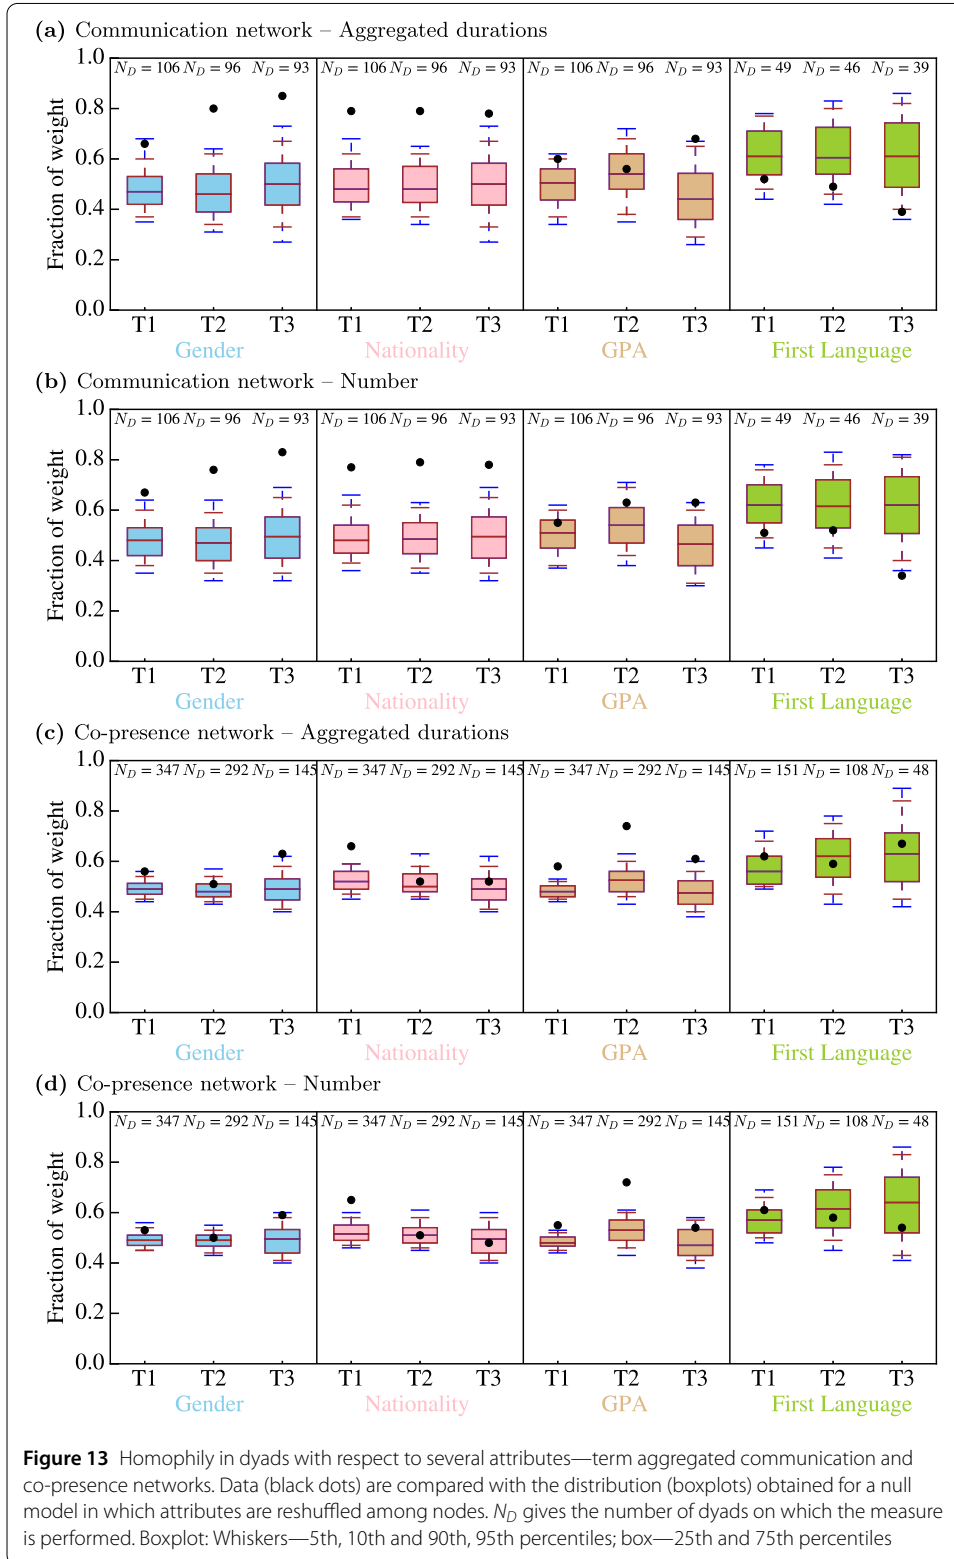 (a) Communication network – Aggregated durations
1.0
N_D = 106 N_D = 96 N_D = 93 N_D = 106 N_D = 96 N_D = 93 N_D = 106 N_D = 96 N_D = 93 N_D = 49 N_D = 46 N_D = 39
0.8
0.6
0.4
0.2
0.0
Fraction of weight
T1 T2 T3 T1 T2 T3 T1 T2 T3 T1 T2 T3
Gender Nationality GPA First Language
(b) Communication network – Number
1.0
N_D = 106 N_D = 96 N_D = 93 N_D = 106 N_D = 96 N_D = 93 N_D = 106 N_D = 96 N_D = 93 N_D = 49 N_D = 46 N_D = 39
0.8
0.6
0.4
0.2
0.0
Fraction of weight
T1 T2 T3 T1 T2 T3 T1 T2 T3 T1 T2 T3
Gender Nationality GPA First Language
(c) Co-presence network – Aggregated durations
1.0
N_D = 347 N_D = 292 N_D = 145 N_D = 347 N_D = 292 N_D = 145 N_D = 347 N_D = 292 N_D = 145 N_D = 151 N_D = 108 N_D = 48
0.8
0.6
0.4
0.2
0.0
Fraction of weight
T1 T2 T3 T1 T2 T3 T1 T2 T3 T1 T2 T3
Gender Nationality GPA First Language
(d) Co-presence network – Number
1.0
N_D = 347 N_D = 292 N_D = 145 N_D = 347 N_D = 292 N_D = 145 N_D = 347 N_D = 292 N_D = 145 N_D = 151 N_D = 108 N_D = 48
0.8
0.6
0.4
0.2
0.0
Fraction of weight
T1 T2 T3 T1 T2 T3 T1 T2 T3 T1 T2 T3
Gender Nationality GPA First Language
Figure 13 Homophily in dyads with respect to several attributes—term aggregated communication and
co-presence networks. Data (black dots) are compared with the distribution (boxplots) obtained for a null
model in which attributes are reshuffled among nodes. N_D gives the number of dyads on which the measure
is performed. Boxplot: Whiskers—5th, 10th and 90th, 95th percentiles; box—25th and 75th percentiles